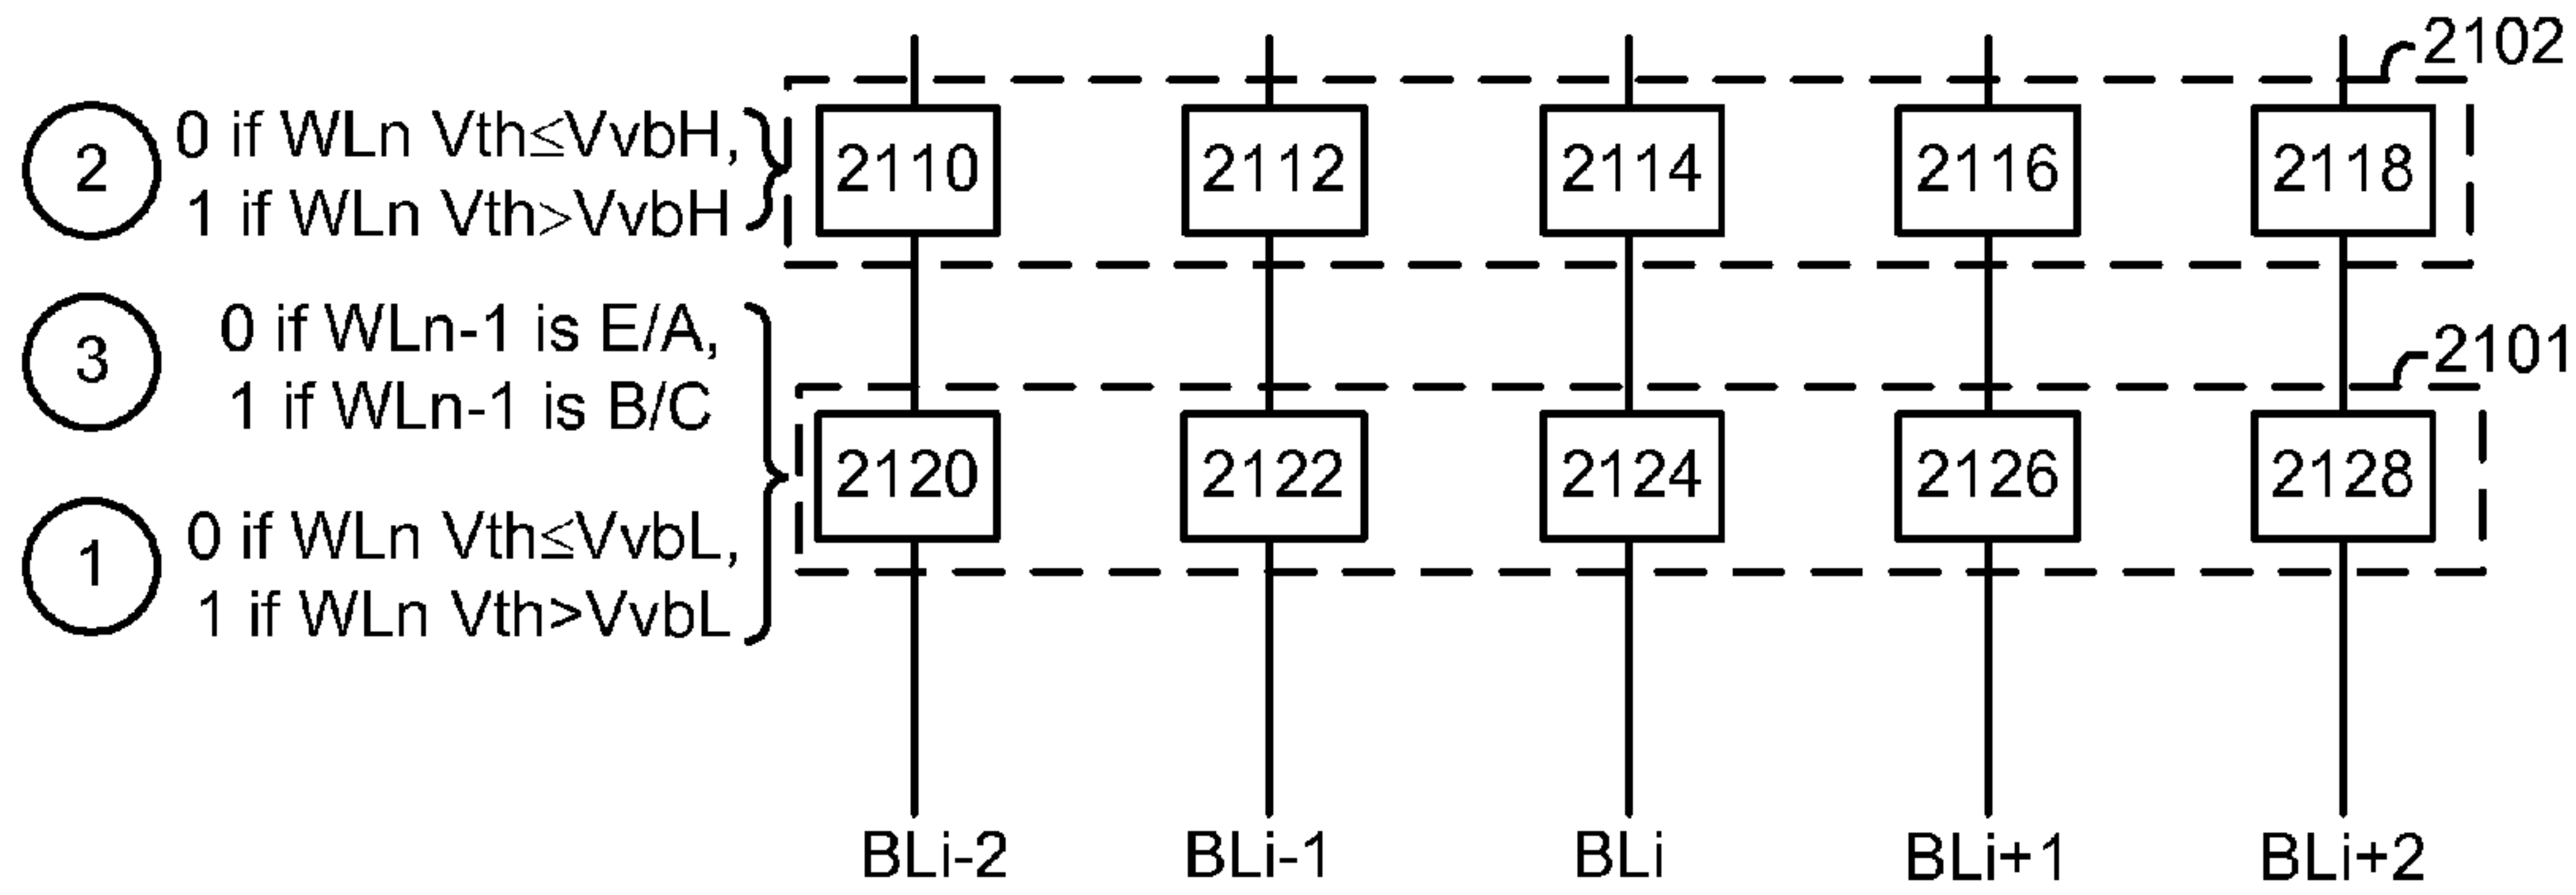 2102
2 0 if WLn Vth≤VvbH,
1 if WLn Vth>VvbH
2110 2112 2114 2116 2118
3 0 if WLn-1 is E/A,
1 if WLn-1 is B/C
2101
2120 2122 2124 2126 2128
1 0 if WLn Vth≤VvbL,
1 if WLn Vth>VvbL
BLi-2 BLi-1 BLi BLi+1 BLi+2